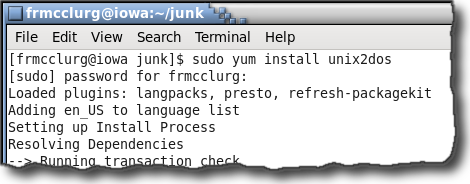 frmcclurg@iowa:~/junk
File Edit View Search Terminal Help
[frmcclurg@iowa junk]$ sudo yum install unix2dos
[sudo] password for frmcclurg:
Loaded plugins: langpacks, presto, refresh-packagekit
Adding en_US to language list
Setting up Install Process
Resolving Dependencies
--> Running transaction check